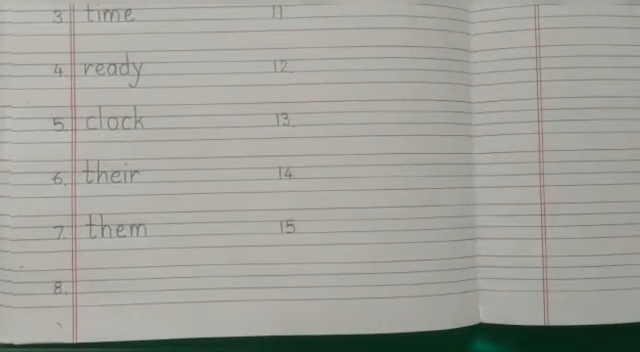 3 time 11
4. ready 12
5. clock 13.
6. their 14
7. them 15
8.